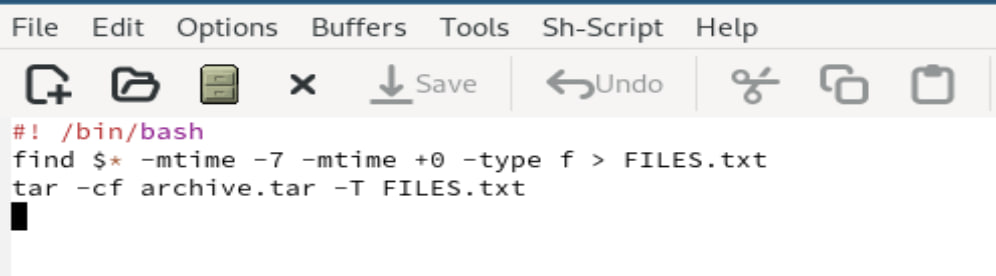 File Edit Options Buffers Tools Sh-Script Help
Save Undo
#! /bin/bash
find $* -mtime -7 -mtime +0 -type f > FILES.txt
tar -cf archive.tar -T FILES.txt